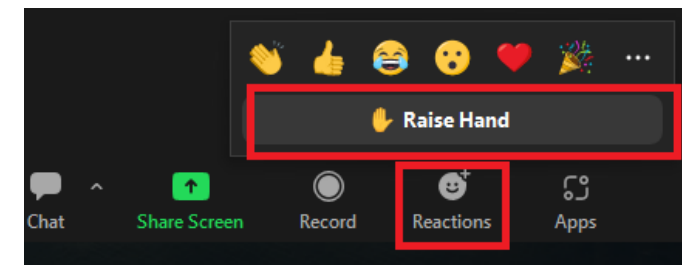 Raise Hand
Chat
Share Screen
Record
Reactions
Apps